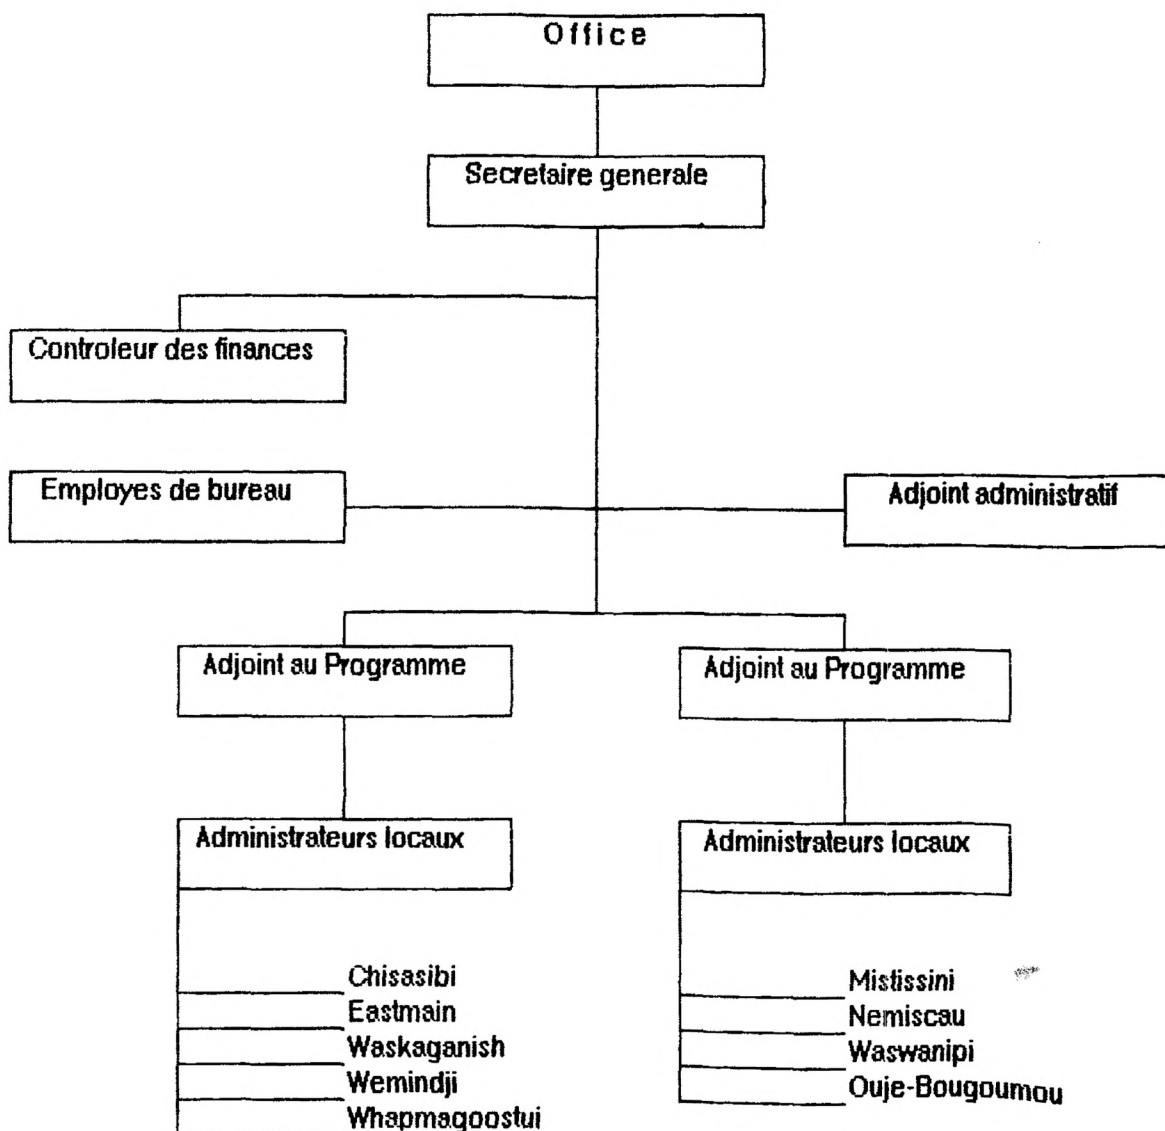 Office
Secretaire generale
Controleur des finances
Employes de bureau
Adjoint administratif
Adjoint au Programme
Adjoint au Programme
Administrateurs locaux
Administrateurs locaux
Chisasibi
Eastmain
Waskaganish
Wemindji
Whapmagoostui
Mistissini
Nemiscau
Waswanipi
Ouje-Bougoumou